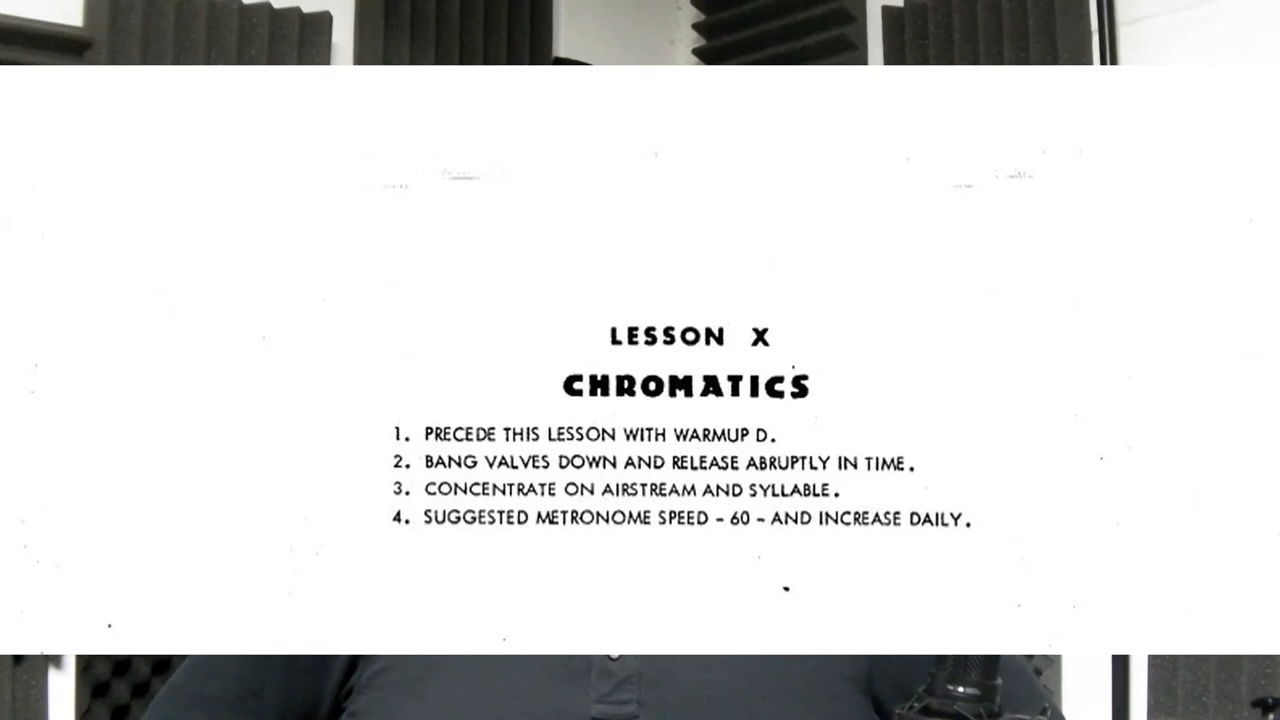 LESSON X
CHROMATICS
1. PRECEDE THIS LESSON WITH WARMUP D.
2. BANG VALVES DOWN AND RELEASE ABRUPTLY IN TIME.
3. CONCENTRATE ON AIRSTREAM AND SYLLABLE.
4. SUGGESTED METRONOME SPEED - 60 - AND INCREASE DAILY.